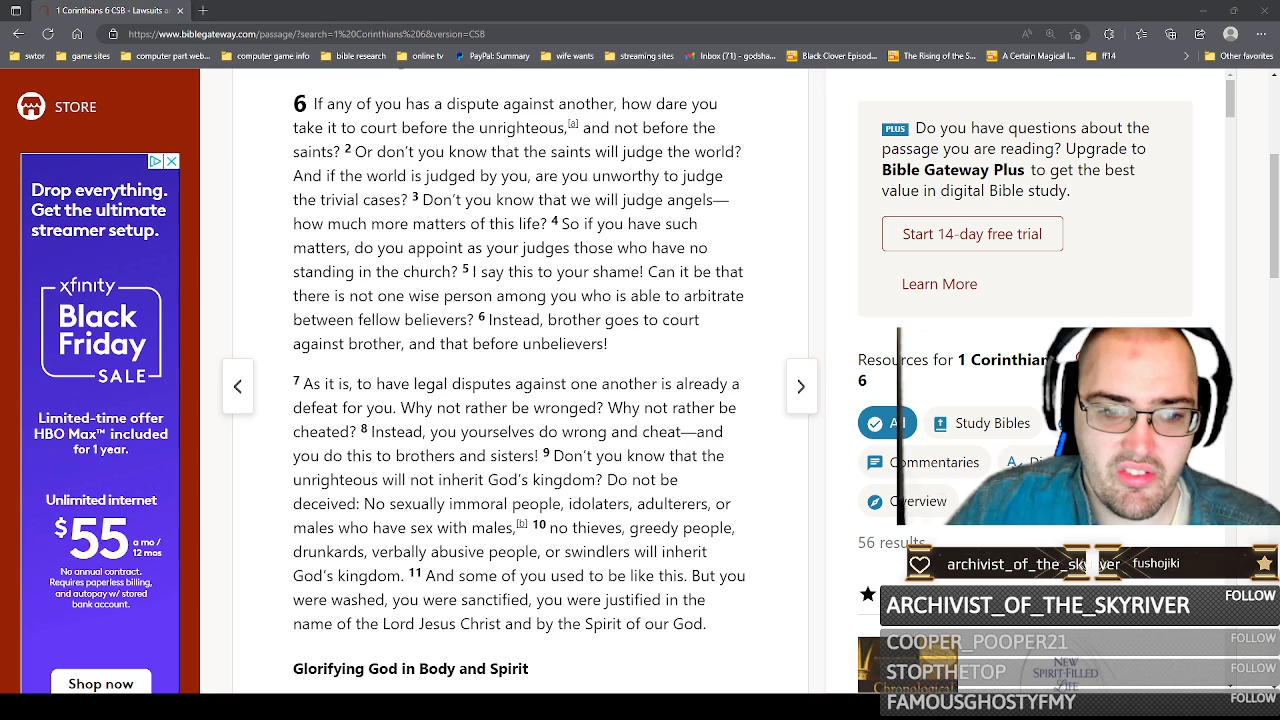 1 Corinthians 6 CSB - Lawsuits a
https://www.biblegateway.com/passage/?search=1%20Corinthians%206&version=CSB
swtor
game sites
computer part web...
computer game info
bible research
online tv
PayPal: Summary
wife wants
streaming sites
Inbox (71) - godsha...
Black Clover Episod...
The Rising of the S...
A Certain Magical I...
ff14
Other favorites
STORE
Drop everything.
Get the ultimate
streamer setup.
xfinity
Black
Friday
SALE
Limited-time offer
HBO Max™ included
for 1 year.
Unlimited internet
$55 a mo /
12 mos
No annual contract.
Requires paperless billing,
and autopay w/ stored
bank account.
Shop now
6 If any of you has a dispute against another, how dare you
take it to court before the unrighteous,[a] and not before the
saints? 2 Or don't you know that the saints will judge the world?
And if the world is judged by you, are you unworthy to judge
the trivial cases? 3 Don't you know that we will judge angels—
how much more matters of this life? 4 So if you have such
matters, do you appoint as your judges those who have no
standing in the church? 5 I say this to your shame! Can it be that
there is not one wise person among you who is able to arbitrate
between fellow believers? 6 Instead, brother goes to court
against brother, and that before unbelievers!
7 As it is, to have legal disputes against one another is already a
defeat for you. Why not rather be wronged? Why not rather be
cheated? 8 Instead, you yourselves do wrong and cheat—and
you do this to brothers and sisters! 9 Don't you know that the
unrighteous will not inherit God's kingdom? Do not be
deceived: No sexually immoral people, idolaters, adulterers, or
males who have sex with males,[b] 10 no thieves, greedy people,
drunkards, verbally abusive people, or swindlers will inherit
God's kingdom. 11 And some of you used to be like this. But you
were washed, you were sanctified, you were justified in the
name of the Lord Jesus Christ and by the Spirit of our God.
Glorifying God in Body and Spirit
PLUS Do you have questions about the
passage you are reading? Upgrade to
Bible Gateway Plus to get the best
value in digital Bible study.
Start 14-day free trial
Learn More
Resources for 1 Corinthian
6
Al
Study Bibles
Commentaries
Di
Overview
56 results
archivist_of_the_skyriver
fushojiki
ARCHIVIST_OF_THE_SKYRIVER FOLLOW
COOPER_POOPER21 FOLLOW
STOPTHETOP FOLLOW
FAMOUSGHOSTYFMY FOLLOW
NEW
SPIRIT-FILLED
LIFE
Chronological